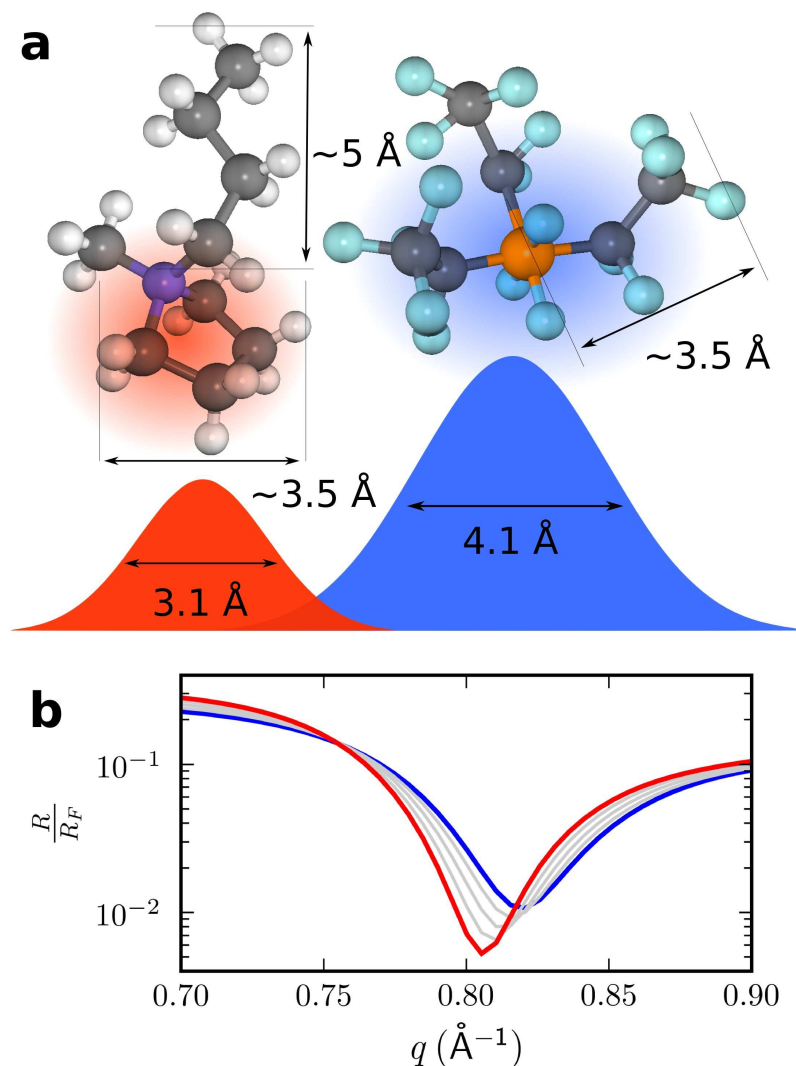 a
~5 Å
~3.5 Å
~3.5 Å
4.1 Å
3.1 Å
b
10⁻¹
10⁻²
R
R_F
0.70 0.75 0.80 0.85 0.90
q (Å⁻¹)